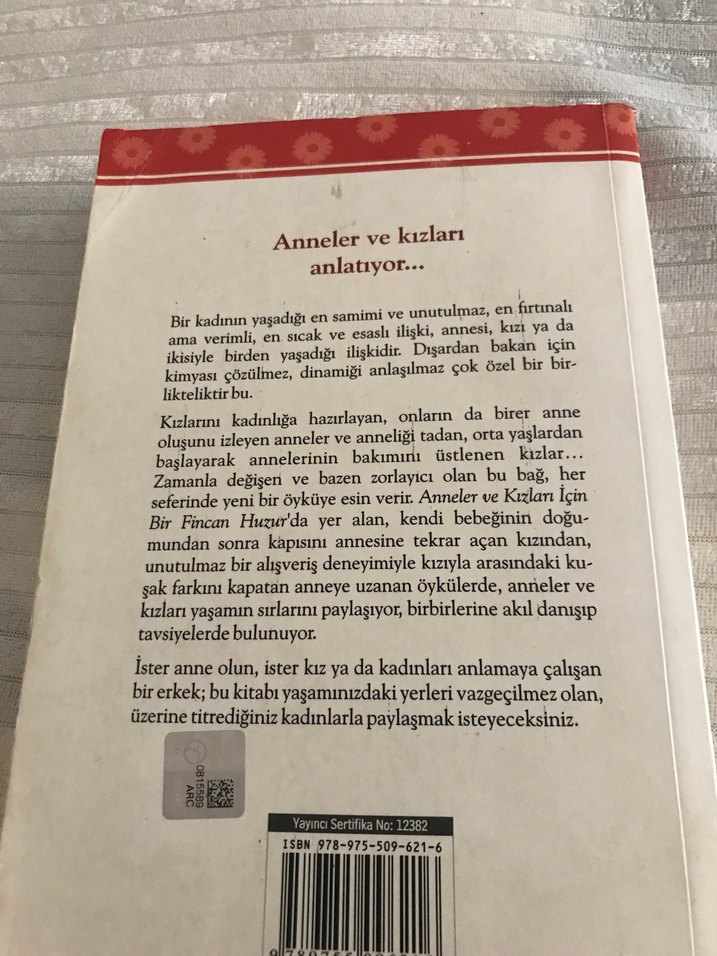 Anneler ve kızları
anlatıyor...
Bir kadının yaşadığı en samimi ve unutulmaz, en fırtınalı
ama verimli, en sıcak ve esaslı ilişki, annesi, kızı ya da
ikisiyle birden yaşadığı ilişkidir. Dışardan bakan için
kimyası çözülmez, dinamiği anlaşılmaz çok özel bir bir-
likteliktir bu.
Kızlarını kadınlığa hazırlayan, onların da birer anne
oluşunu izleyen anneler ve anneliği tadan, orta yaşlardan
başlayarak annelerinin bakımını üstlenen kızlar...
Zamanla değişen ve bazen zorlayıcı olan bu bağ, her
seferinde yeni bir öyküye esin verir. Anneler ve Kızları İçin
Bir Fincan Huzur'da yer alan, kendi bebeğinin doğu-
mundan sonra kapısını annesine tekrar açan kızından,
unutulmaz bir alışveriş deneyimiyle kızıyla arasındaki ku-
şak farkını kapatan anneye uzanan öykülerde, anneler ve
kızları yaşamın sırlarını paylaşıyor, birbirlerine akıl danışıp
tavsiyelerde bulunuyor.
İster anne olun, ister kız ya da kadınları anlamaya çalışan
bir erkek; bu kitabı yaşamınızdaki yerleri vazgeçilmez olan,
üzerine titrediğiniz kadınlarla paylaşmak isteyeceksiniz.
0815589
ARC
Yayıncı Sertifika No: 12382
ISBN 978-975-509-621-6